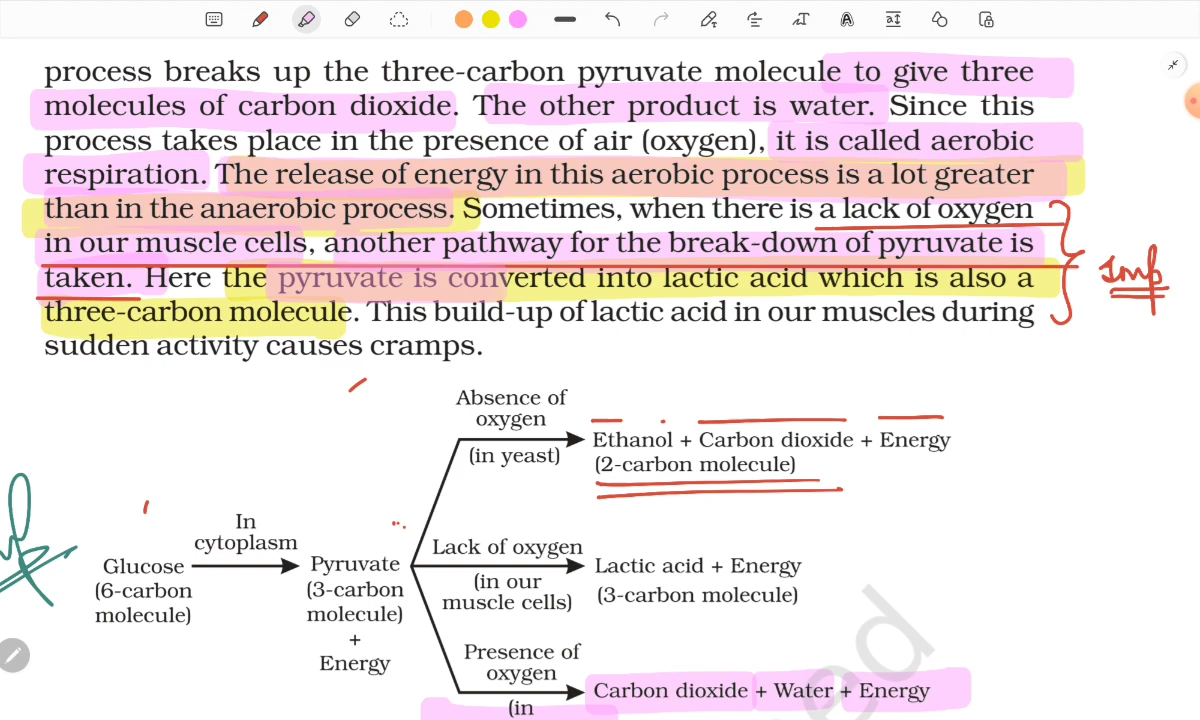 process breaks up the three-carbon pyruvate molecule to give three
molecules of carbon dioxide. The other product is water. Since this
process takes place in the presence of air (oxygen), it is called aerobic
respiration. The release of energy in this aerobic process is a lot greater
than in the anaerobic process. Sometimes, when there is a lack of oxygen
in our muscle cells, another pathway for the break-down of pyruvate is
taken. Here the pyruvate is converted into lactic acid which is also a
three-carbon molecule. This build-up of lactic acid in our muscles during
sudden activity causes cramps.
Imp
Absence of
oxygen
(in yeast)
Ethanol + Carbon dioxide + Energy
(2-carbon molecule)
In
cytoplasm
Glucose
(6-carbon
molecule)
Pyruvate
(3-carbon
molecule)
+
Energy
Lack of oxygen
(in our
muscle cells)
Lactic acid + Energy
(3-carbon molecule)
Presence of
oxygen
(in
Carbon dioxide + Water + Energy